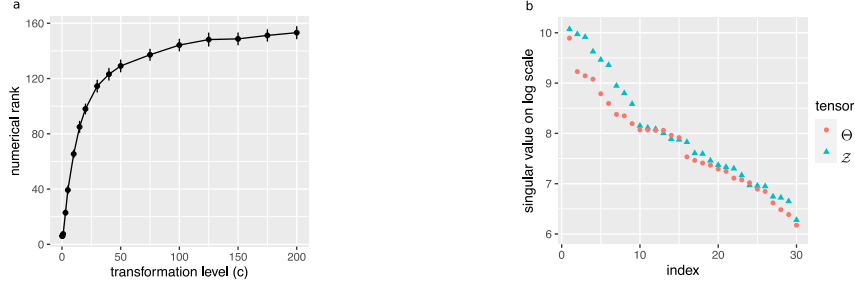 a
160
120
80
40
0
numerical rank
0 50 100 150 200
transformation level (c)
b
10
9
8
7
6
singular value on log scale
0 10 20 30
index
tensor
Θ
𝒵